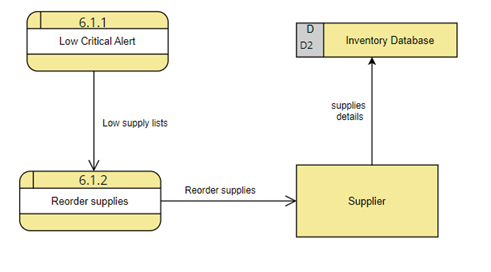 6.1.1
Low Critical Alert
D
D2
Inventory Database
Low supply lists
supplies
details
6.1.2
Reorder supplies
Reorder supplies
Supplier